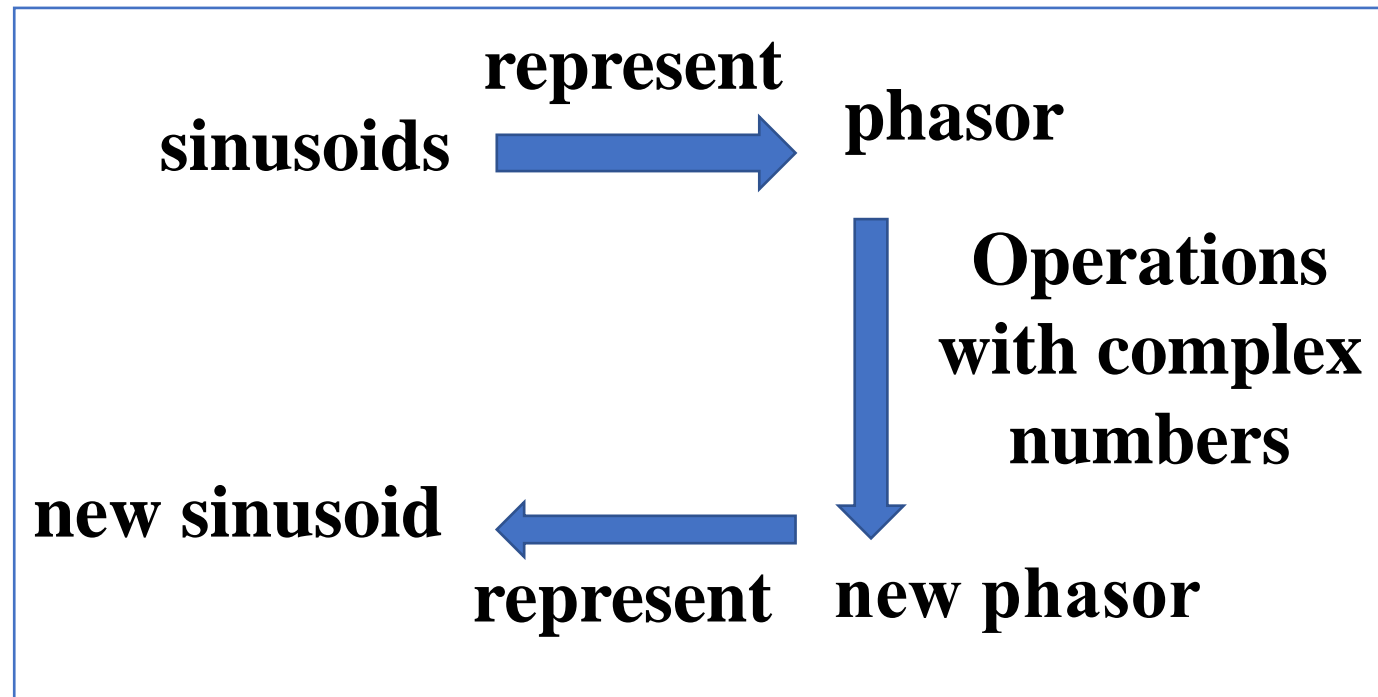 represent
sinusoids
phasor
Operations
with complex
numbers
new sinusoid
represent
new phasor